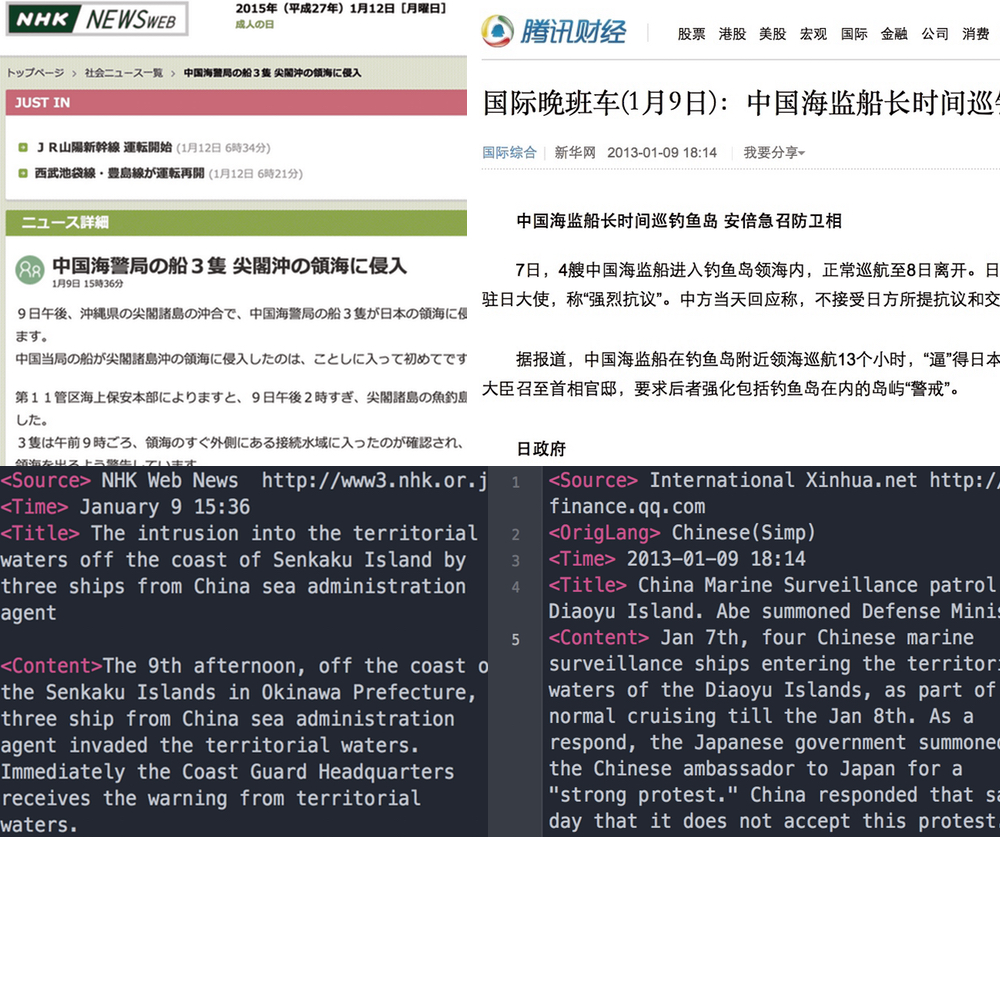 NHK NEWS WEB
2015年（平成27年）1月12日［月曜日］
成人の日
トップページ > 社会ニュース一覧 > 中国海警局の船３隻 尖閣沖の領海に侵入
JUST IN
ＪＲ山陽新幹線 運転開始 (1月12日 6時34分)
西武池袋線・豊島線が運転再開 (1月12日 6時21分)
ニュース詳細
中国海警局の船３隻 尖閣沖の領海に侵入
1月9日 15時36分
９日午後、沖縄県の尖閣諸島の沖合で、中国海警局の船３隻が日本の領海に侵
ます。
中国当局の船が尖閣諸島沖の領海に侵入したのは、ことしに入って初めてです
第１１管区海上保安本部によりますと、９日午後２時すぎ、尖閣諸島の魚釣島
した。
３隻は午前９時ごろ、領海のすぐ外側にある接続水域に入ったのが確認され、
領海を出るよう警告しています
腾讯财经
股票 港股 美股 宏观 国际 金融 公司 消费
国际晚班车(1月9日)：中国海监船长时间巡
国际综合 新华网 2013-01-09 18:14 我要分享
中国海监船长时间巡钓鱼岛 安倍急召防卫相
7日，4艘中国海监船进入钓鱼岛领海内，正常巡航至8日离开。日
驻日大使，称“强烈抗议”。中方当天回应称，不接受日方所提抗议和交
据报道，中国海监船在钓鱼岛附近领海巡航13个小时，“逼”得日本
大臣召至首相官邸，要求后者强化包括钓鱼岛在内的岛屿“警戒”。
日政府
<Source> NHK Web News http://www3.nhk.or.j
<Time> January 9 15:36
<Title> The intrusion into the territorial
waters off the coast of Senkaku Island by
three ships from China sea administration
agent
<Content>The 9th afternoon, off the coast o
the Senkaku Islands in Okinawa Prefecture,
three ship from China sea administration
agent invaded the territorial waters.
Immediately the Coast Guard Headquarters
receives the warning from territorial
waters.
1 <Source> International Xinhua.net http:/
finance.qq.com
2 <OrigLang> Chinese(Simp)
3 <Time> 2013-01-09 18:14
4 <Title> China Marine Surveillance patrol
Diaoyu Island. Abe summoned Defense Minis
5 <Content> Jan 7th, four Chinese marine
surveillance ships entering the territori
waters of the Diaoyu Islands, as part of
normal cruising till the Jan 8th. As a
respond, the Japanese government summoned
the Chinese ambassador to Japan for a
"strong protest." China responded that sa
day that it does not accept this protest.